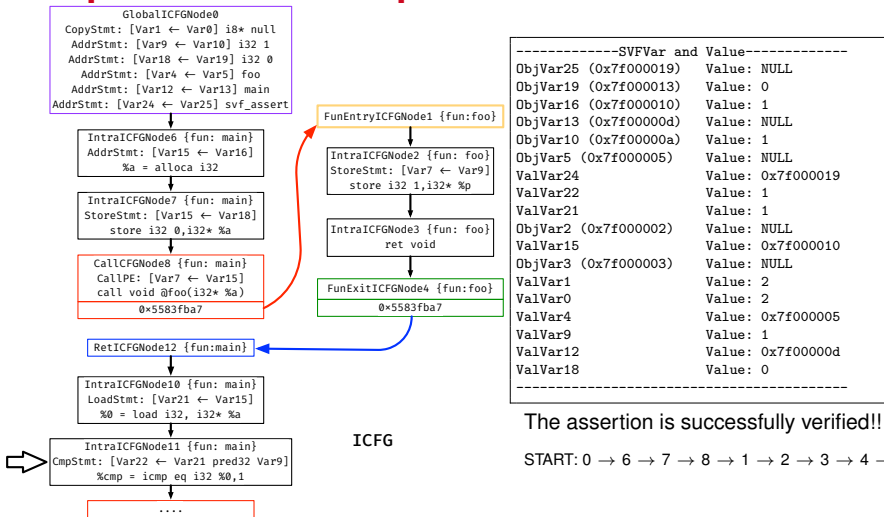 GlobalICFGNode0
CopyStmt: [Var1 ← Var0] i8* null
AddrStmt: [Var9 ← Var10] i32 1
AddrStmt: [Var18 ← Var19] i32 0
AddrStmt: [Var4 ← Var5] foo
AddrStmt: [Var12 ← Var13] main
AddrStmt: [Var24 ← Var25] svf_assert
IntraICFGNode6 {fun: main}
AddrStmt: [Var15 ← Var16]
%a = alloca i32
IntraICFGNode7 {fun: main}
StoreStmt: [Var15 ← Var18]
store i32 0,i32* %a
CallCFGNode8 {fun: main}
CallPE: [Var7 ← Var15]
call void @foo(i32* %a)
0×5583fba7
RetICFGNode12 {fun:main}
IntraICFGNode10 {fun: main}
LoadStmt: [Var21 ← Var15]
%0 = load i32, i32* %a
IntraICFGNode11 {fun: main}
CmpStmt: [Var22 ← Var21 pred32 Var9]
%cmp = icmp eq i32 %0,1
....
FunEntryICFGNode1 {fun:foo}
IntraICFGNode2 {fun: foo}
StoreStmt: [Var7 ← Var9]
store i32 1,i32* %p
IntraICFGNode3 {fun: foo}
ret void
FunExitICFGNode4 {fun:foo}
0×5583fba7
ICFG
-------------SVFVar and Value-------------
ObjVar25 (0x7f000019) Value: NULL
ObjVar19 (0x7f000013) Value: 0
ObjVar16 (0x7f000010) Value: 1
ObjVar13 (0x7f00000d) Value: NULL
ObjVar10 (0x7f00000a) Value: 1
ObjVar5 (0x7f000005) Value: NULL
ValVar24 Value: 0x7f000019
ValVar22 Value: 1
ValVar21 Value: 1
ObjVar2 (0x7f000002) Value: NULL
ValVar15 Value: 0x7f000010
ObjVar3 (0x7f000003) Value: NULL
ValVar1 Value: 2
ValVar0 Value: 2
ValVar4 Value: 0x7f000005
ValVar9 Value: 1
ValVar12 Value: 0x7f00000d
ValVar18 Value: 0
------------------------------------------
The assertion is successfully verified!!
START: 0 → 6 → 7 → 8 → 1 → 2 → 3 → 4 →